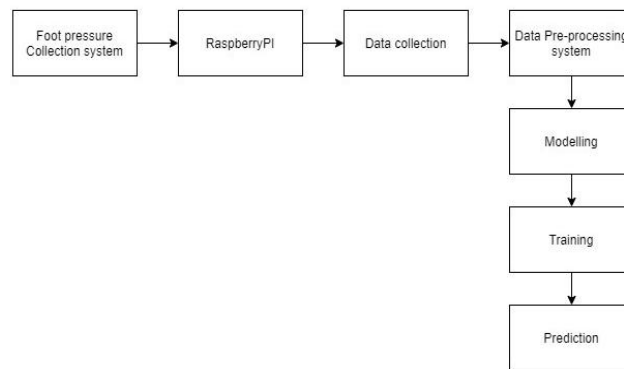 Foot pressure
Collection system
RaspberryPI
Data collection
Data Pre-processing
system
Modelling
Training
Prediction